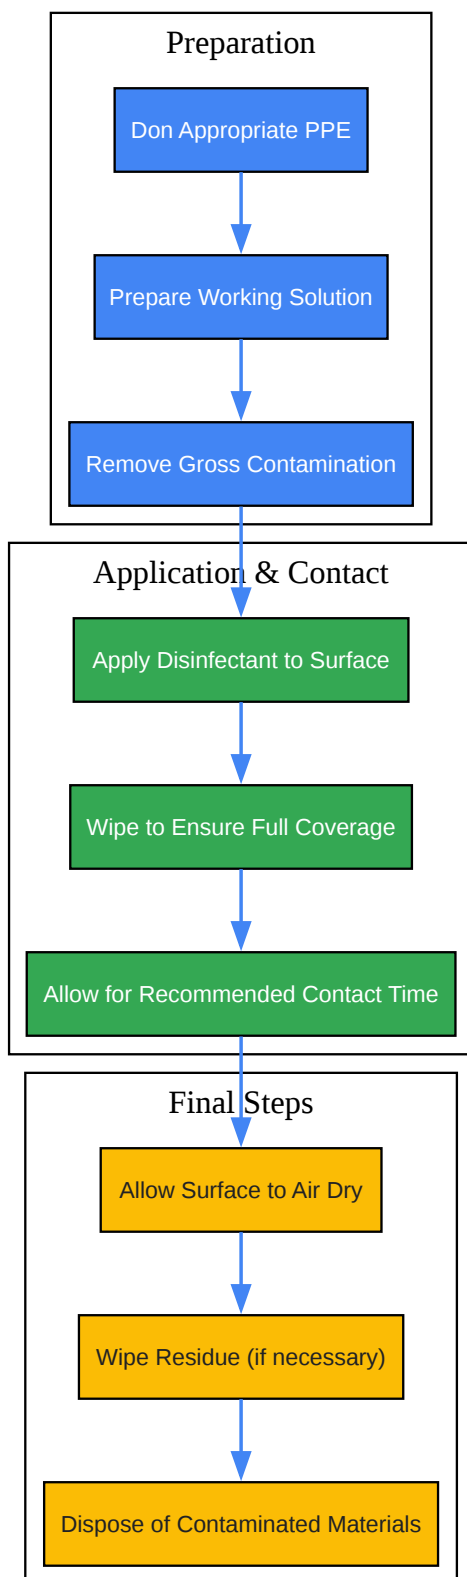 Preparation
Don Appropriate PPE
Prepare Working Solution
Remove Gross Contamination
Application & Contact
Apply Disinfectant to Surface
Wipe to Ensure Full Coverage
Allow for Recommended Contact Time
Final Steps
Allow Surface to Air Dry
Wipe Residue (if necessary)
Dispose of Contaminated Materials